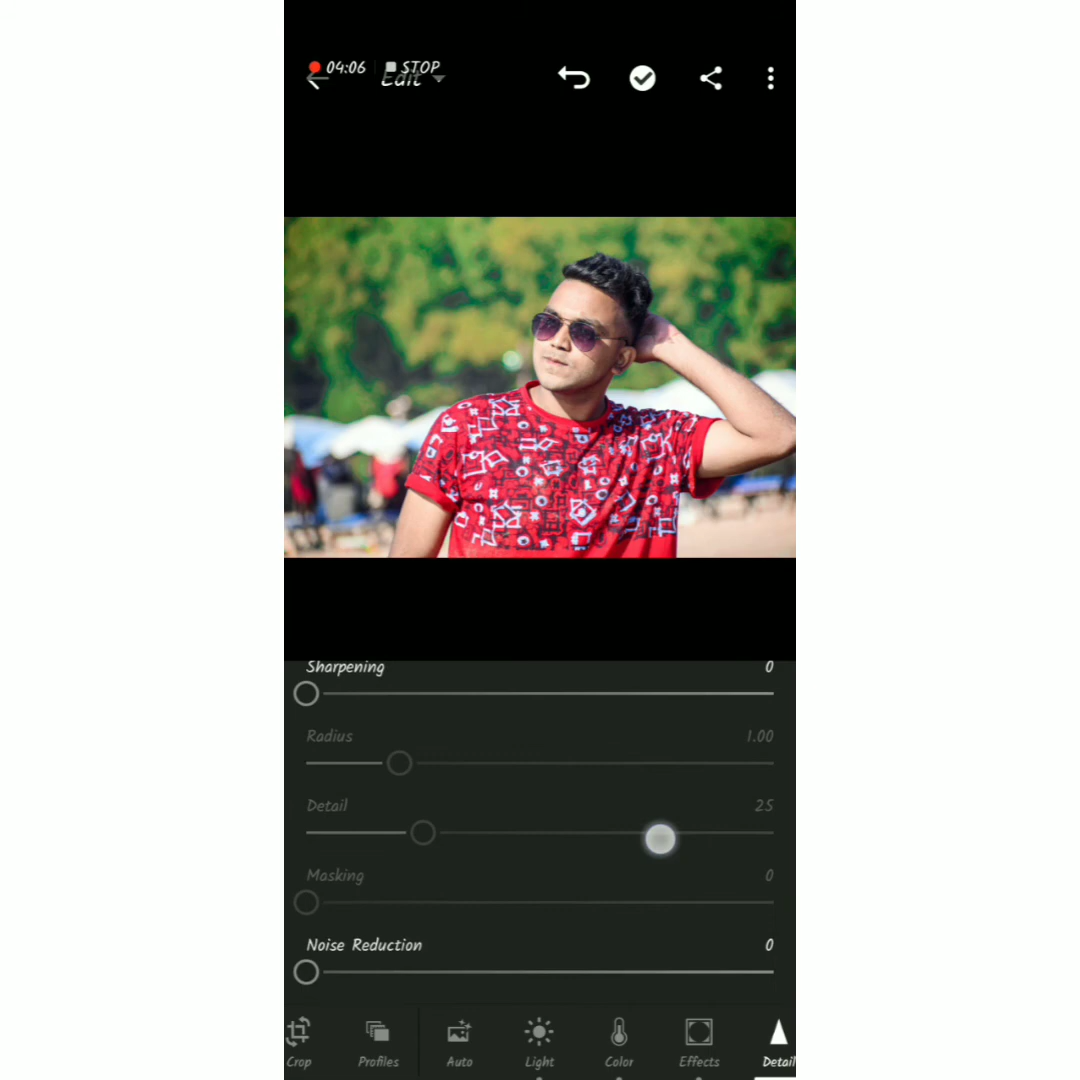 04:06 STOP
Edit
Sharpening 0
Radius 1.00
Detail 25
Masking 0
Noise Reduction 0
Crop Profiles Auto Light Color Effects Detail